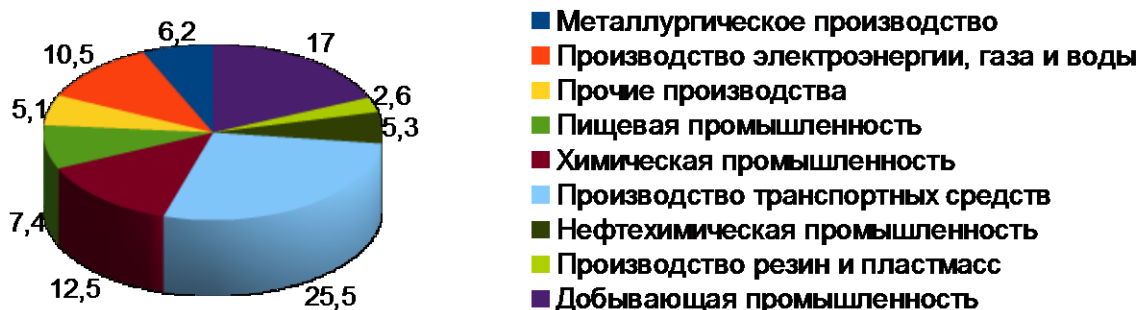 6,2
17
10,5
2,6
5,1
5,3
7,4
12,5
25,5
Металлургическое производство
Производство электроэнергии, газа и воды
Прочие производства
Пищевая промышленность
Химическая промышленность
Производство транспортных средств
Нефтехимическая промышленность
Производство резин и пластмасс
Добывающая промышленность